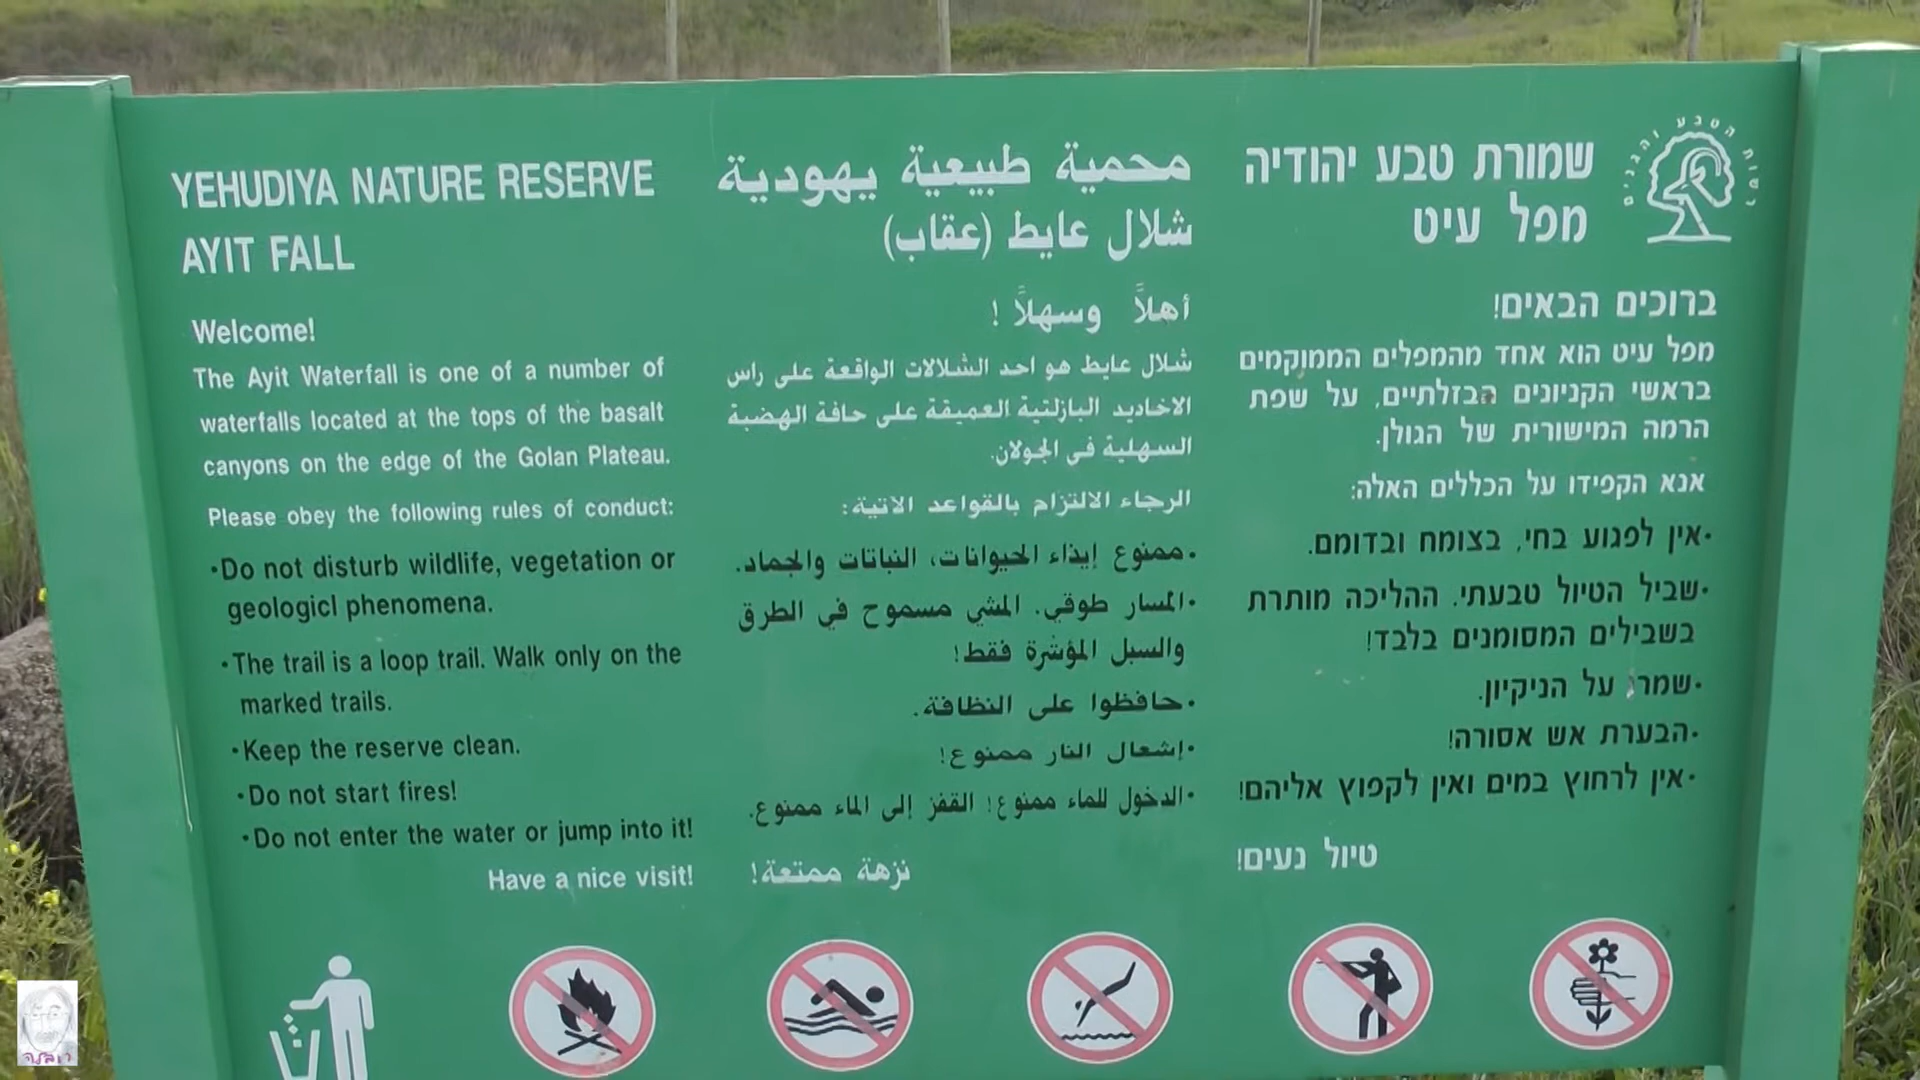 YEHUDIYA NATURE RESERVE
AYIT FALL
Welcome!
The Ayit Waterfall is one of a number of
waterfalls located at the tops of the basalt
canyons on the edge of the Golan Plateau.
Please obey the following rules of conduct:
•Do not disturb wildlife, vegetation or
geologicl phenomena.
•The trail is a loop trail. Walk only on the
marked trails.
•Keep the reserve clean.
•Do not start fires!
•Do not enter the water or jump into it!
Have a nice visit!
محمية طبيعية يهودية
شلال عايط (عقاب)
أهلاً وسهلاً !
شلال عايط هو احد الشلالات الواقعة على راس
الاخاديد البازلتية العميقة على حافة الهضبة
السهلية في الجولان.
الرجاء الالتزام بالقواعد الاتية:
•ممنوع إيذاء الحيوانات، النباتات والجماد.
•المسار طوقي. المشي مسموح في الطرق
والسبل المؤشرة فقط!
•حافظوا على النظافة.
•إشعال النار ممنوع!
•الدخول للماء ممنوع! القفز إلى الماء ممنوع.
نزهة ممتعة!
רשות הטבע והגנים
שמורת טבע יהודיה
מפל עיט
ברוכים הבאים!
מפל עיט הוא אחד מהמפלים הממוקמים
בראשי הקניונים הבזלתיים, על שפת
הרמה המישורית של הגולן.
אנא הקפידו על הכללים האלה:
•אין לפגוע בחי, בצומח ובדומם.
•שביל הטיול טבעתי. ההליכה מותרת
בשבילים המסומנים בלבד!
•שמרו על הניקיון.
•הבערת אש אסורה!
•אין לרחוץ במים ואין לקפוץ אליהם!
טיול נעים!